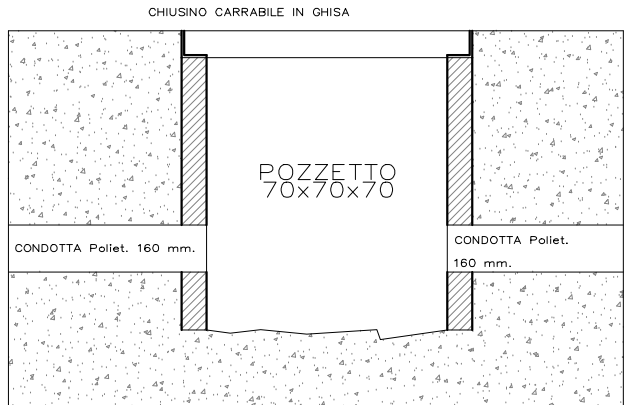 CHIUSINO CARRABILE IN GHISA
POZZETTO
70x70x70
CONDOTTA Poliet. 160 mm.
CONDOTTA Poliet.
160 mm.